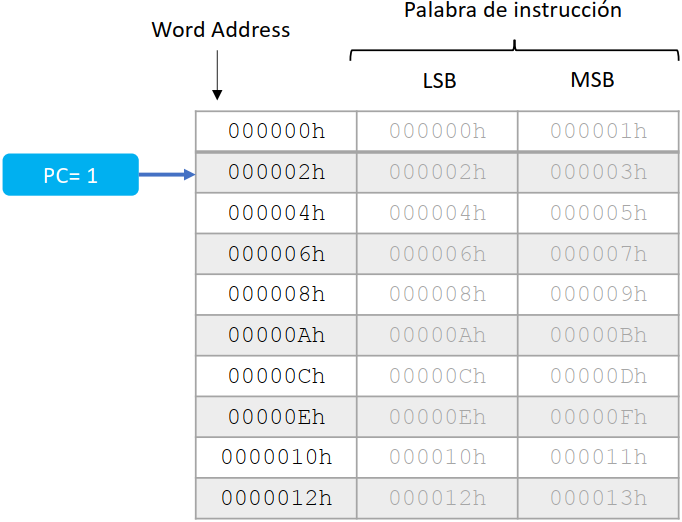 Palabra de instrucción
Word Address
LSB MSB
000000h 000000h 000001h
PC= 1
000002h 000002h 000003h
000004h 000004h 000005h
000006h 000006h 000007h
000008h 000008h 000009h
00000Ah 00000Ah 00000Bh
00000Ch 00000Ch 00000Dh
00000Eh 00000Eh 00000Fh
0000010h 000010h 000011h
0000012h 000012h 000013h